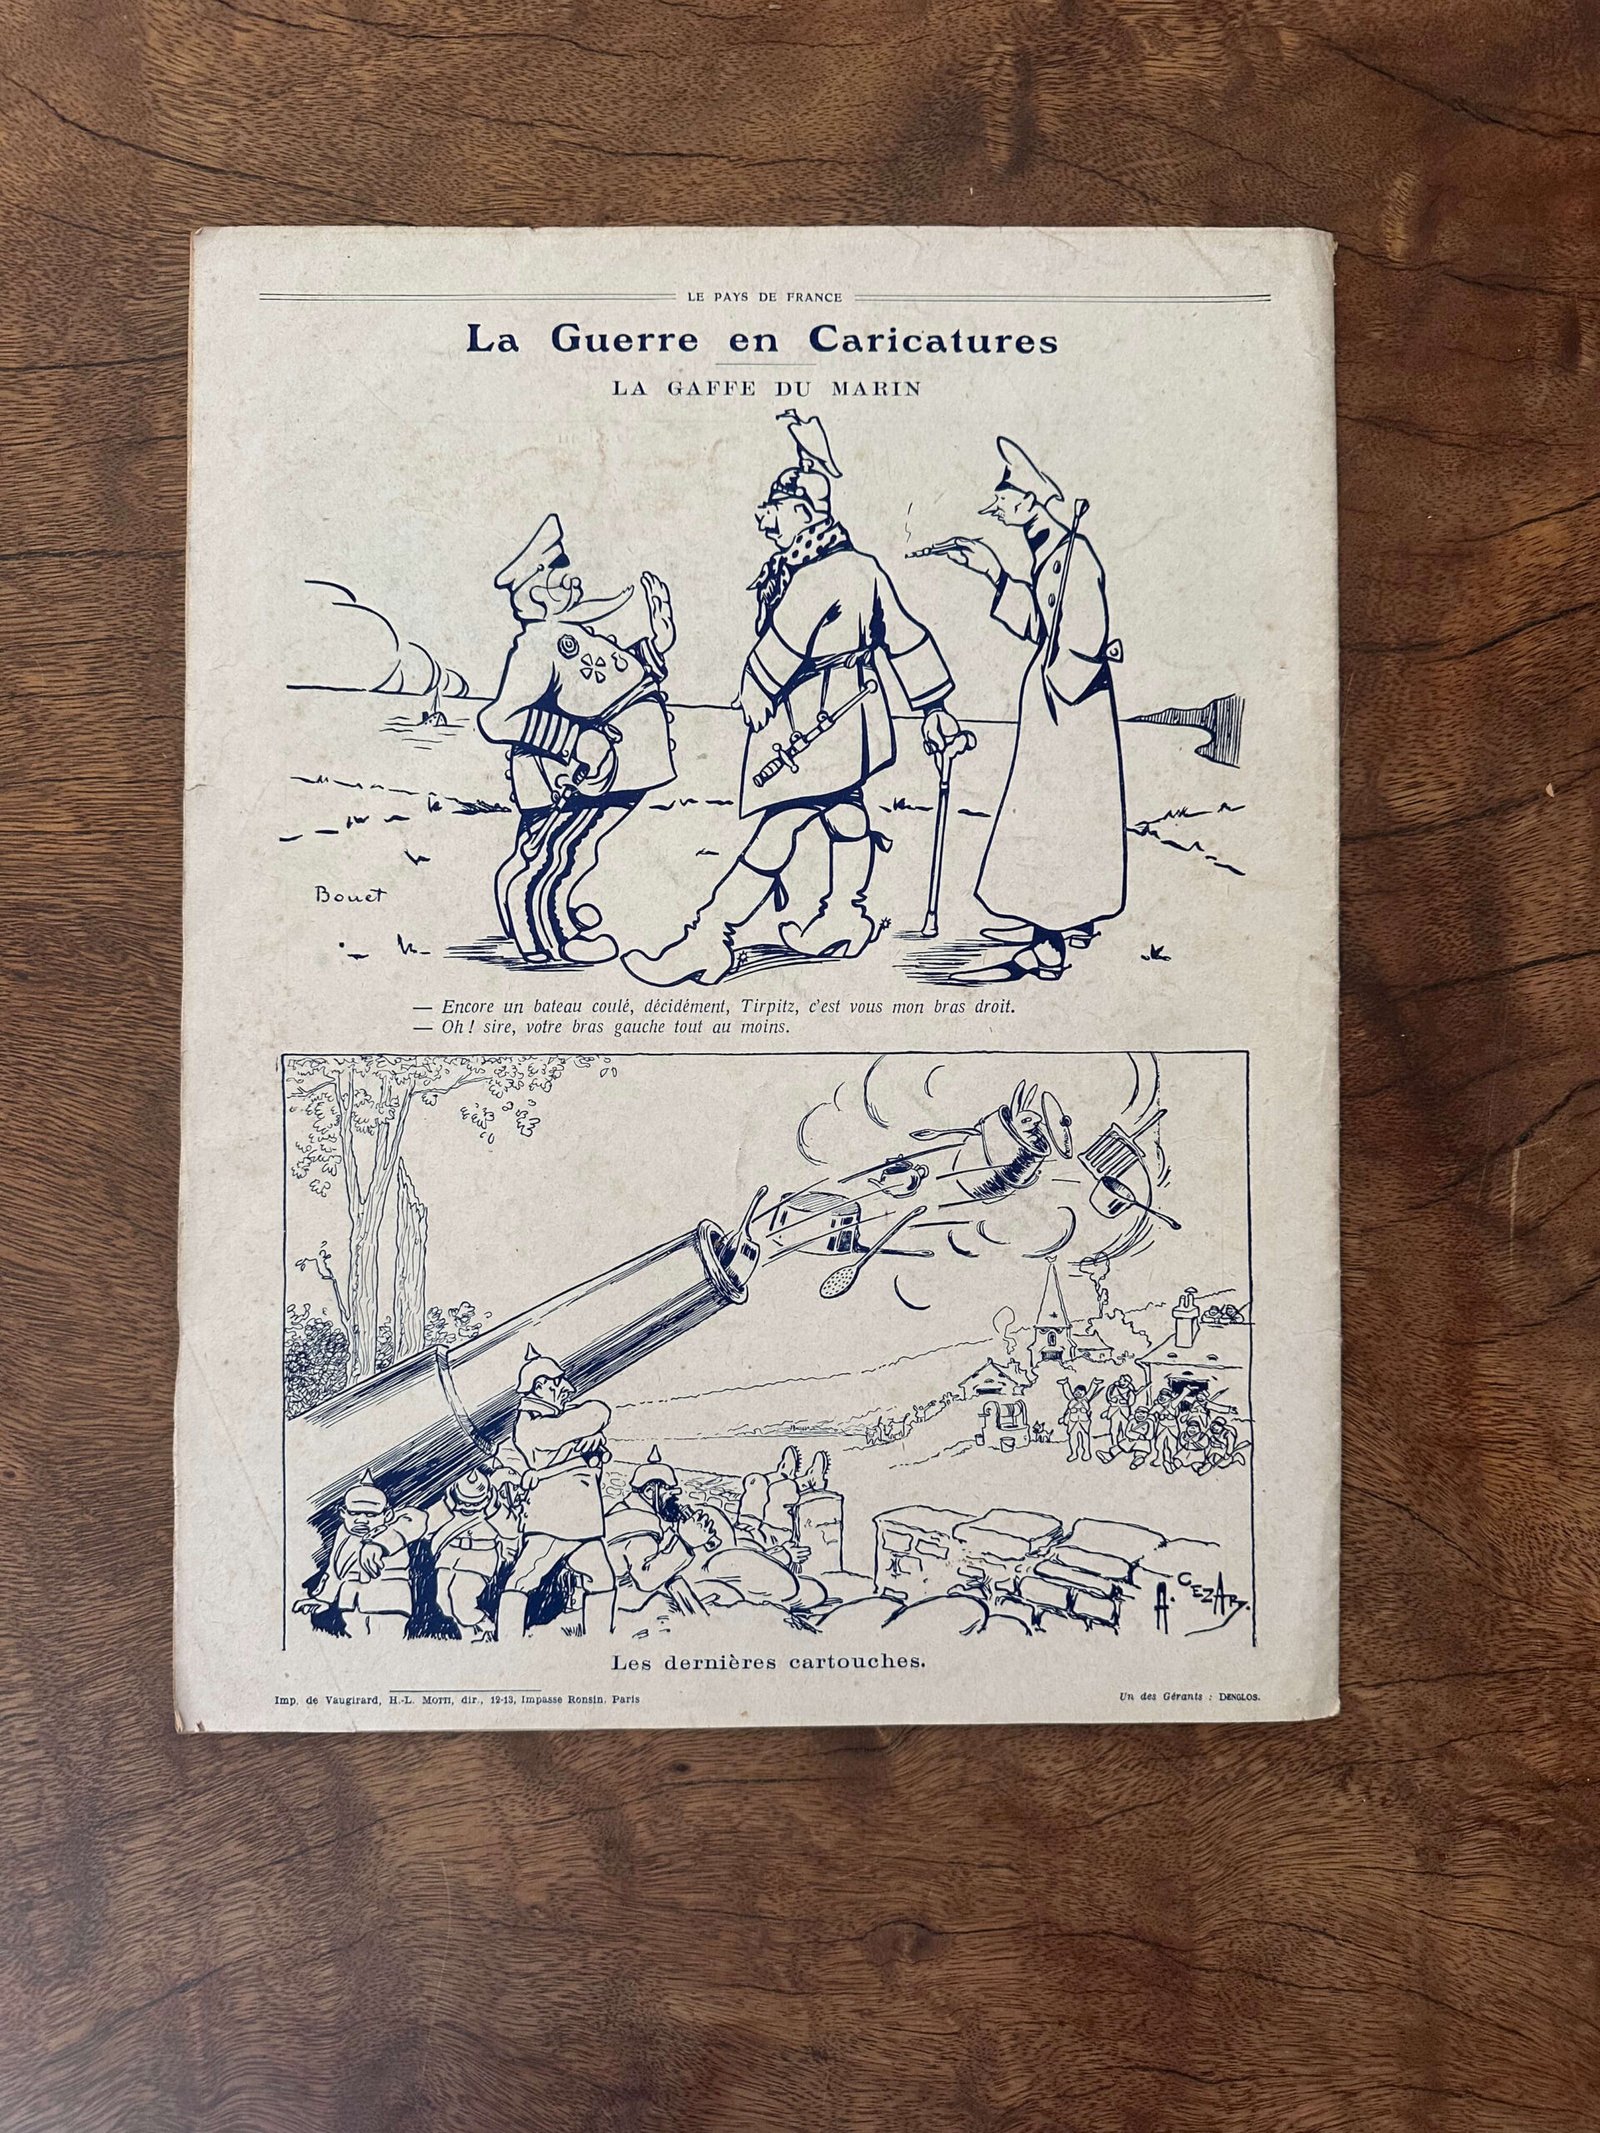 LE PAYS DE FRANCE
La Guerre en Caricatures
LA GAFFE DU MARIN
Bouet
— Encore un bateau coulé, décidément, Tirpitz, c'est vous mon bras droit.
— Oh ! sire, votre bras gauche tout au moins.
A. CEZARD.
Les dernières cartouches.
Imp. de Vaugirard, H.-L. MOTTI, dir., 12-13, Impasse Ronsin, Paris
Un des Gérants : DENGLOS.